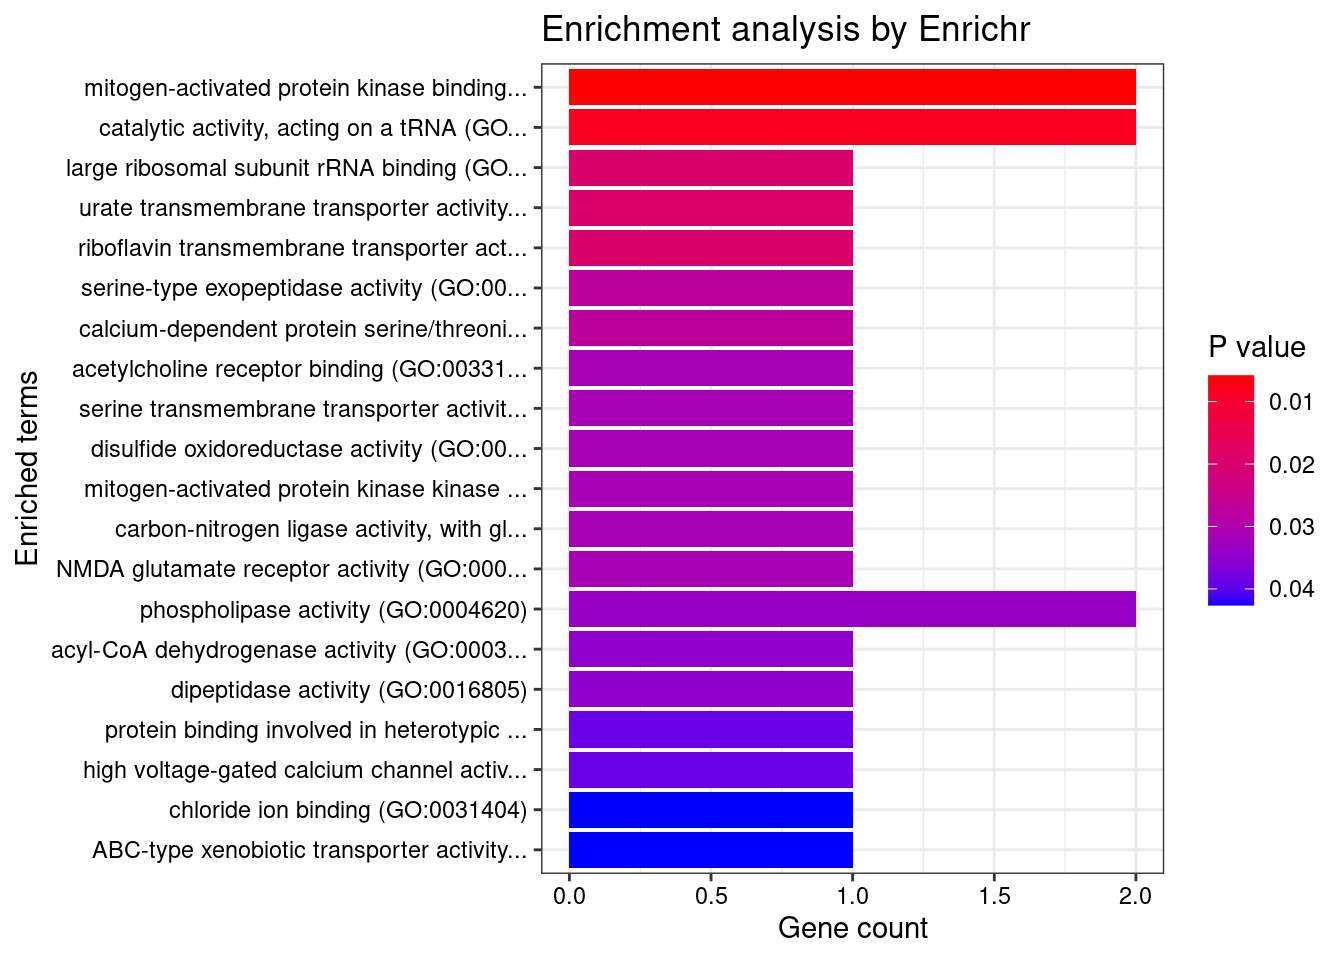 Enrichment analysis by Enrichr
mitogen-activated protein kinase binding...
catalytic activity, acting on a tRNA (GO...
large ribosomal subunit rRNA binding (GO...
urate transmembrane transporter activity...
riboflavin transmembrane transporter act...
serine-type exopeptidase activity (GO:00...
calcium-dependent protein serine/threoni...
acetylcholine receptor binding (GO:00331...
serine transmembrane transporter activit...
disulfide oxidoreductase activity (GO:00...
mitogen-activated protein kinase kinase ...
carbon-nitrogen ligase activity, with gl...
NMDA glutamate receptor activity (GO:000...
phospholipase activity (GO:0004620)
acyl-CoA dehydrogenase activity (GO:0003...
dipeptidase activity (GO:0016805)
protein binding involved in heterotypic ...
high voltage-gated calcium channel activ...
chloride ion binding (GO:0031404)
ABC-type xenobiotic transporter activity...
Enriched terms
0.0 0.5 1.0 1.5 2.0
Gene count
P value
0.01
0.02
0.03
0.04